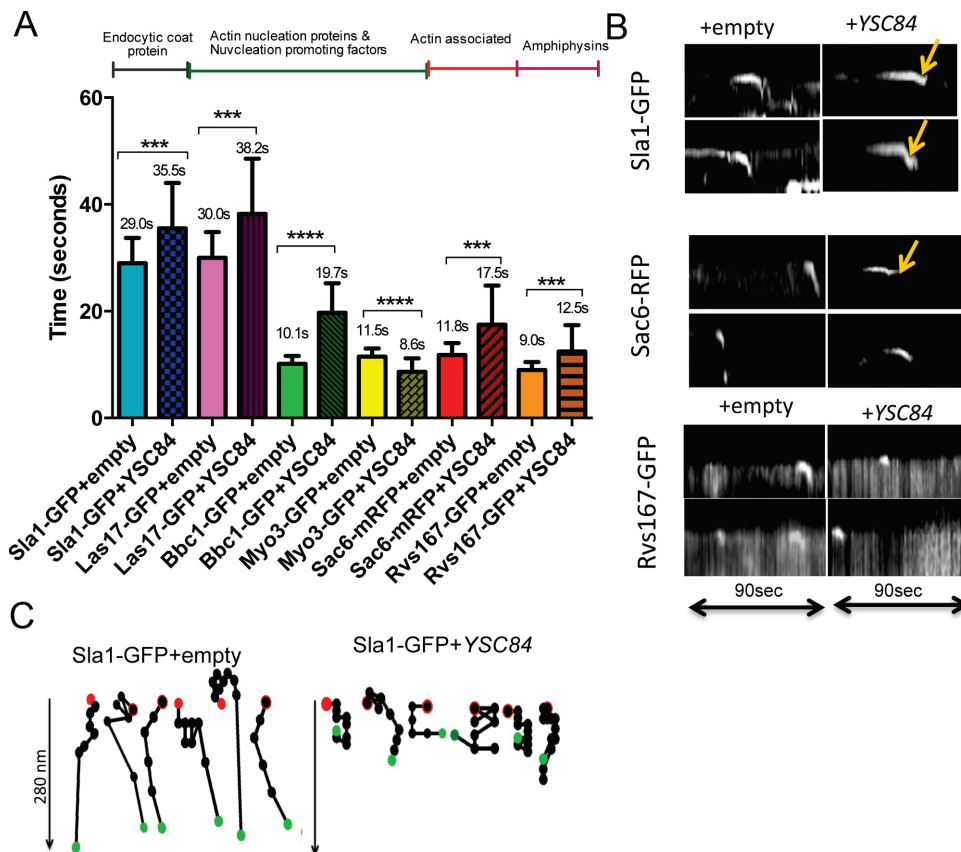 A
Endocytic coat
protein
Actin nucleation proteins &
Nuvcleation promoting factors
Actin associated
Amphiphysins
Time (seconds)
60
40
20
0
***
***
****
****
***
***
29.0s
35.5s
30.0s
38.2s
10.1s
19.7s
11.5s
8.6s
11.8s
17.5s
9.0s
12.5s
Sla1-GFP+empty
Sla1-GFP+YSC84
Las17-GFP+empty
Las17-GFP+YSC84
Bbc1-GFP+empty
Bbc1-GFP+YSC84
Myo3-GFP+empty
Myo3-GFP+YSC84
Sac6-mRFP+empty
Sac6-mRFP+YSC84
Rvs167-GFP+empty
Rvs167-GFP+YSC84
B
+empty
+YSC84
Sla1-GFP
Sac6-RFP
+empty
+YSC84
Rvs167-GFP
90sec
90sec
C
Sla1-GFP+empty
Sla1-GFP+YSC84
280 nm